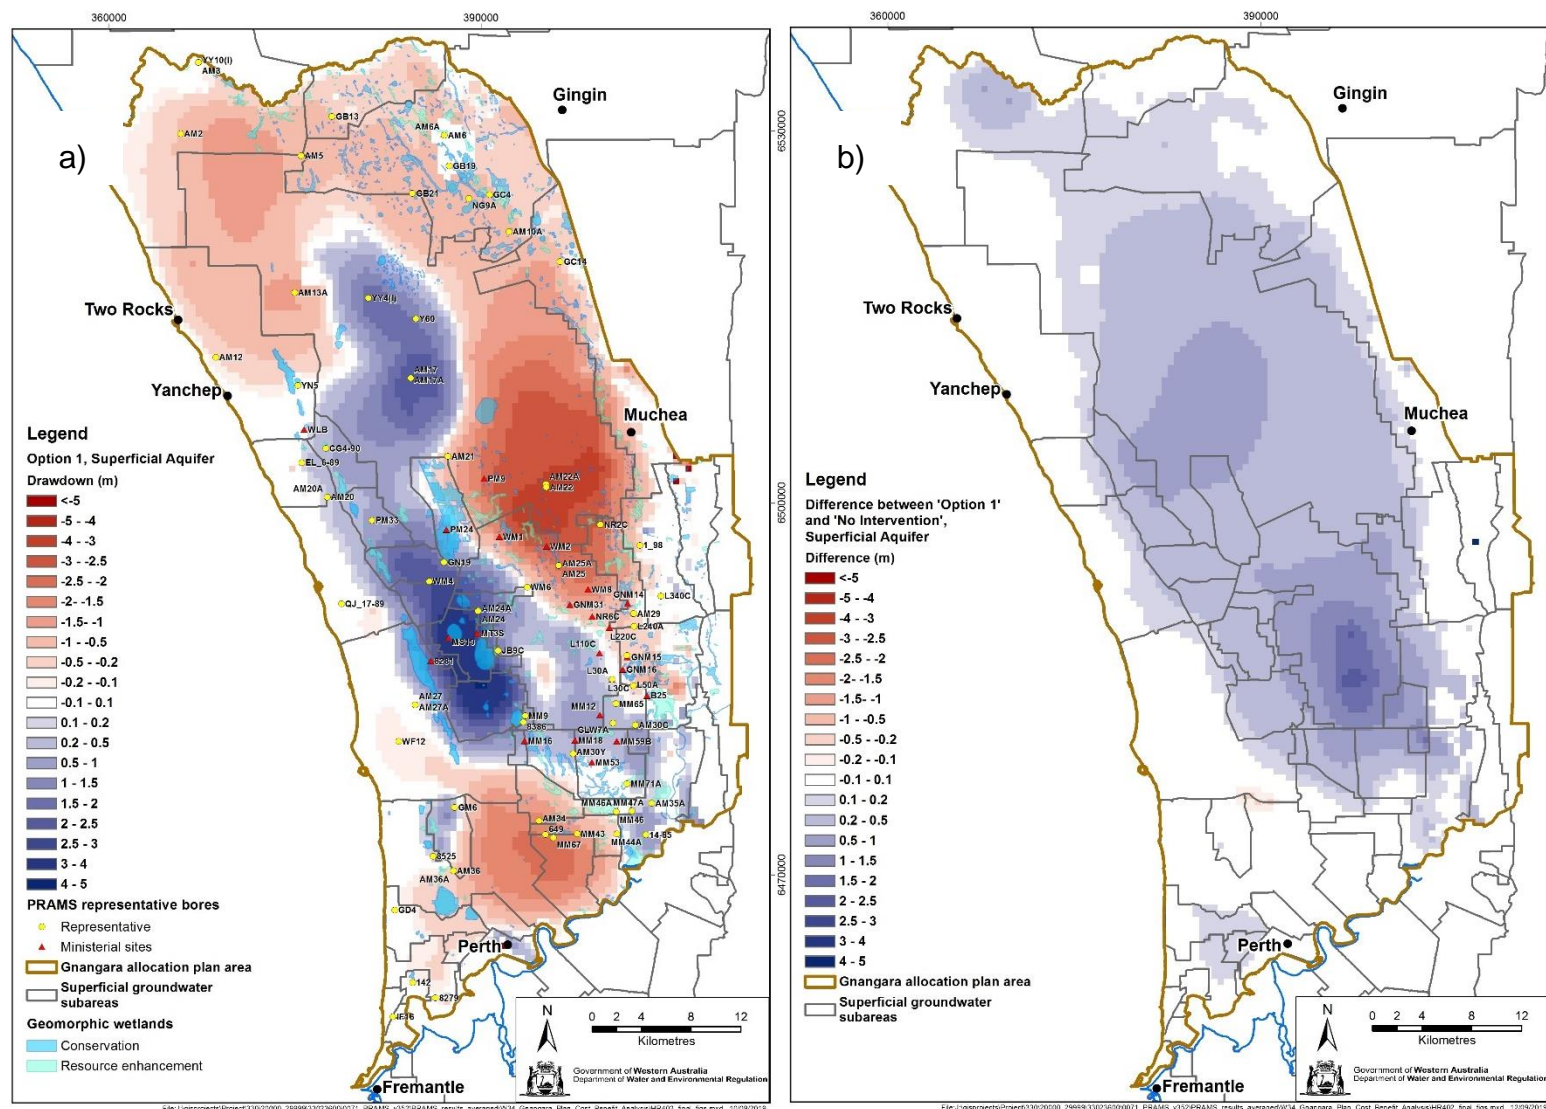 360000
390000
a)
YY10(I)
AM3
Gingin
GB13
AM6A
AM6
AM2
6530000
AM5
GB19
GB21
GC4
NG9A
AM10A
GC14
AM13A
YY4(I)
Two Rocks
Y60
AM12
AM17
AM17A
YN5
Yanchep
Muchea
WLB
CG4-90
AM21
EL_6-89
PM9
AM22A
AM22
AM20A
AM20
6500000
PM33
PM24
NR2C
WM1
WM2
1_98
GN19
AM25A
AM25
WM4
WM6
WM8
QJ_17-89
GNM14
L340C
AM24A
AM24
GNM31
AM29
NR6C
L240A
MT3S
L220C
MS10
JB9C
L110C
6281
GNM15
L30A
GNM16
L30C
L50A
B25
AM27
AM27A
MM12
MM65
MM9
8386
GLW7A
AM30C
WF12
MM16
MM18
MM59B
AM30Y
MM53
MM71A
GM6
MM46A
MM47A
AM35A
MM46
AM34
649
MM43
14-85
MM67
MM44A
8525
AM36
AM36A
6470000
GD4
Perth
142
8279
Fremantle
Legend
Option 1, Superficial Aquifer
Drawdown (m)
<-5
-5 - -4
-4 - -3
-3 - -2.5
-2.5 - -2
-2 - -1.5
-1.5 - -1
-1 - -0.5
-0.5 - -0.2
-0.2 - -0.1
-0.1 - 0.1
0.1 - 0.2
0.2 - 0.5
0.5 - 1
1 - 1.5
1.5 - 2
2 - 2.5
2.5 - 3
3 - 4
4 - 5
PRAMS representative bores
Representative
Ministerial sites
Gnangara allocation plan area
Superficial groundwater
subareas
Geomorphic wetlands
Conservation
Resource enhancement
N
0 2 4 8 12
Kilometres
Government of Western Australia
Department of Water and Environmental Regulation
360000
390000
b)
Gingin
Two Rocks
Yanchep
Muchea
Perth
Fremantle
Legend
Difference between 'Option 1'
and 'No Intervention',
Superficial Aquifer
Difference (m)
<-5
-5 - -4
-4 - -3
-3 - -2.5
-2.5 - -2
-2 - -1.5
-1.5 - -1
-1 - -0.5
-0.5 - -0.2
-0.2 - -0.1
-0.1 - 0.1
0.1 - 0.2
0.2 - 0.5
0.5 - 1
1 - 1.5
1.5 - 2
2 - 2.5
2.5 - 3
3 - 4
4 - 5
Gnangara allocation plan area
Superficial groundwater
subareas
N
0 2 4 8 12
Kilometres
Government of Western Australia
Department of Water and Environmental Regulation